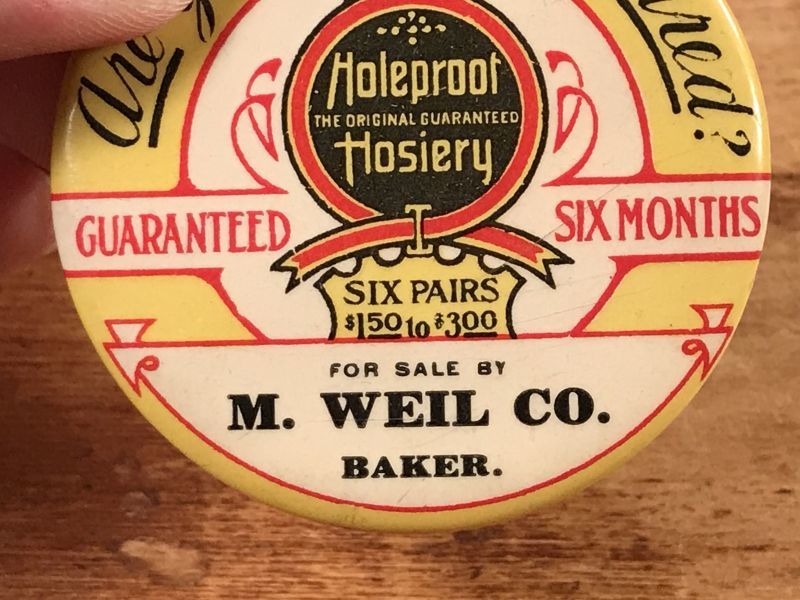 Are
Holeproof
THE ORIGINAL GUARANTEED
Hosiery
GUARANTEED
SIX MONTHS
SIX PAIRS
$1.50 to $3.00
FOR SALE BY
M. WEIL CO.
BAKER.